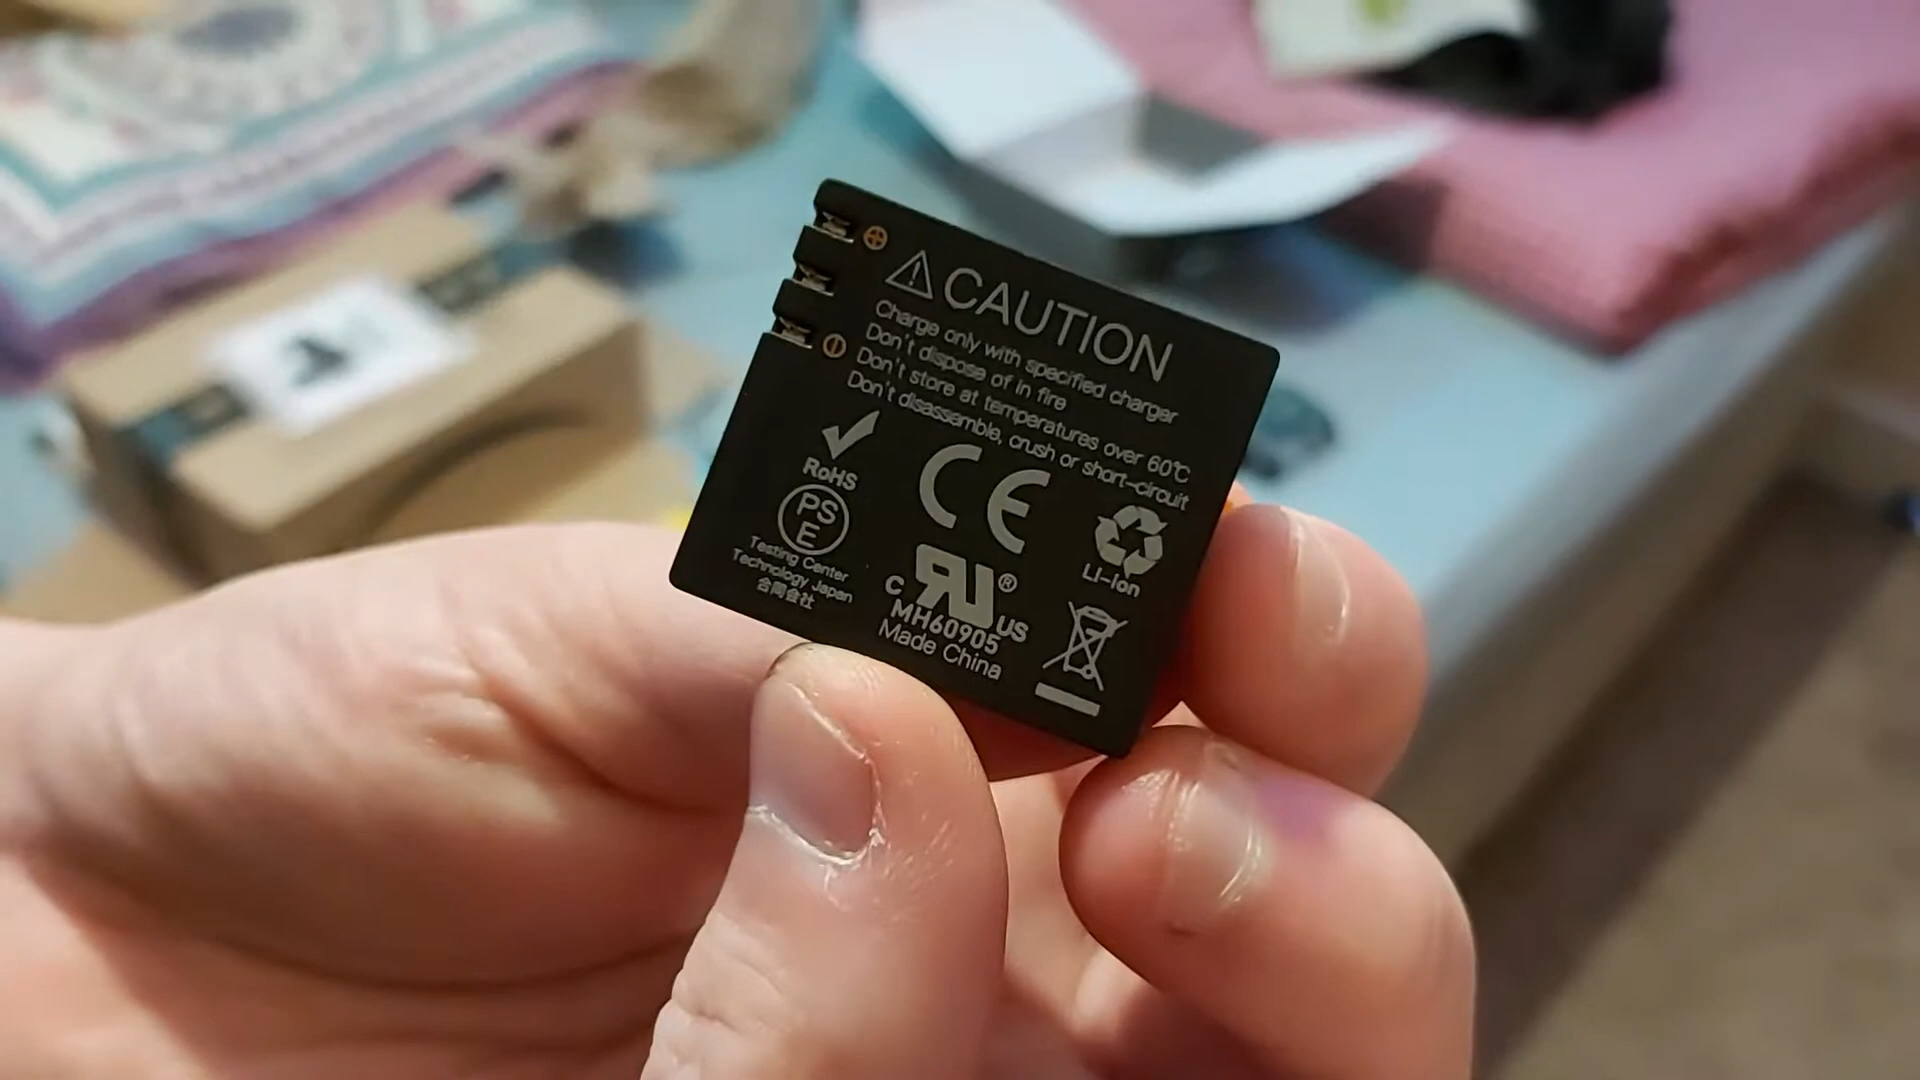 CAUTION
Charge only with specified charger
Don't dispose of in fire
Don't store at temperatures over 60℃
Don't disassemble, crush or short-circuit
RoHS
CE
PS
E
Testing Center
Technology Japan
合同会社
Li-ion
c RU ® US
MH60905
Made China